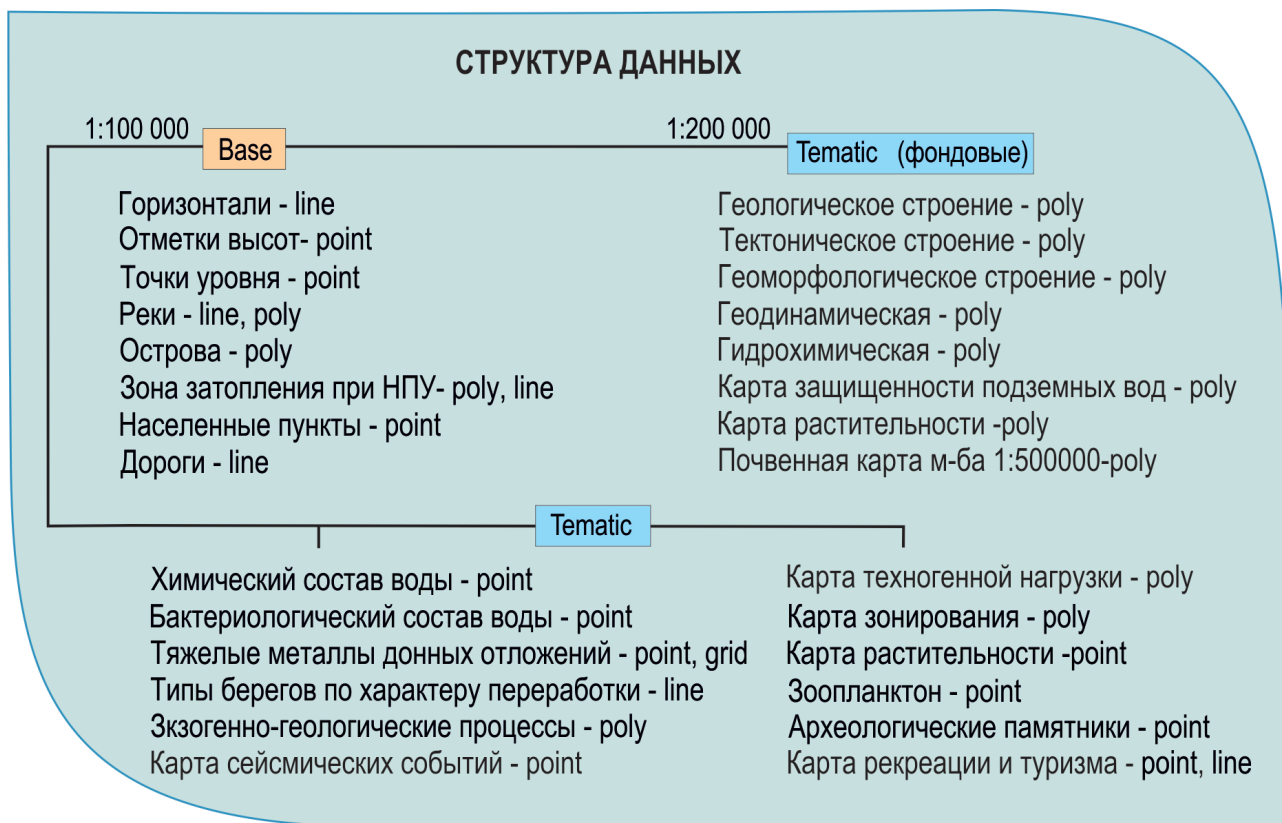 СТРУКТУРА ДАННЫХ
1:100 000
Base
Горизонтали - line
Отметки высот- point
Точки уровня - point
Реки - line, poly
Острова - poly
Зона затопления при НПУ- poly, line
Населенные пункты - point
Дороги - line
1:200 000
Tematic (фондовые)
Геологическое строение - poly
Тектоническое строение - poly
Геоморфологическое строение - poly
Геодинамическая - poly
Гидрохимическая - poly
Карта защищенности подземных вод - poly
Карта растительности -poly
Почвенная карта м-ба 1:500000-poly
Tematic
Химический состав воды - point
Бактериологический состав воды - point
Тяжелые металлы донных отложений - point, grid
Типы берегов по характеру переработки - line
Зкзогенно-геологические процессы - poly
Карта сейсмических событий - point
Карта техногенной нагрузки - poly
Карта зонирования - poly
Карта растительности -point
Зоопланктон - point
Археологические памятники - point
Карта рекреации и туризма - point, line